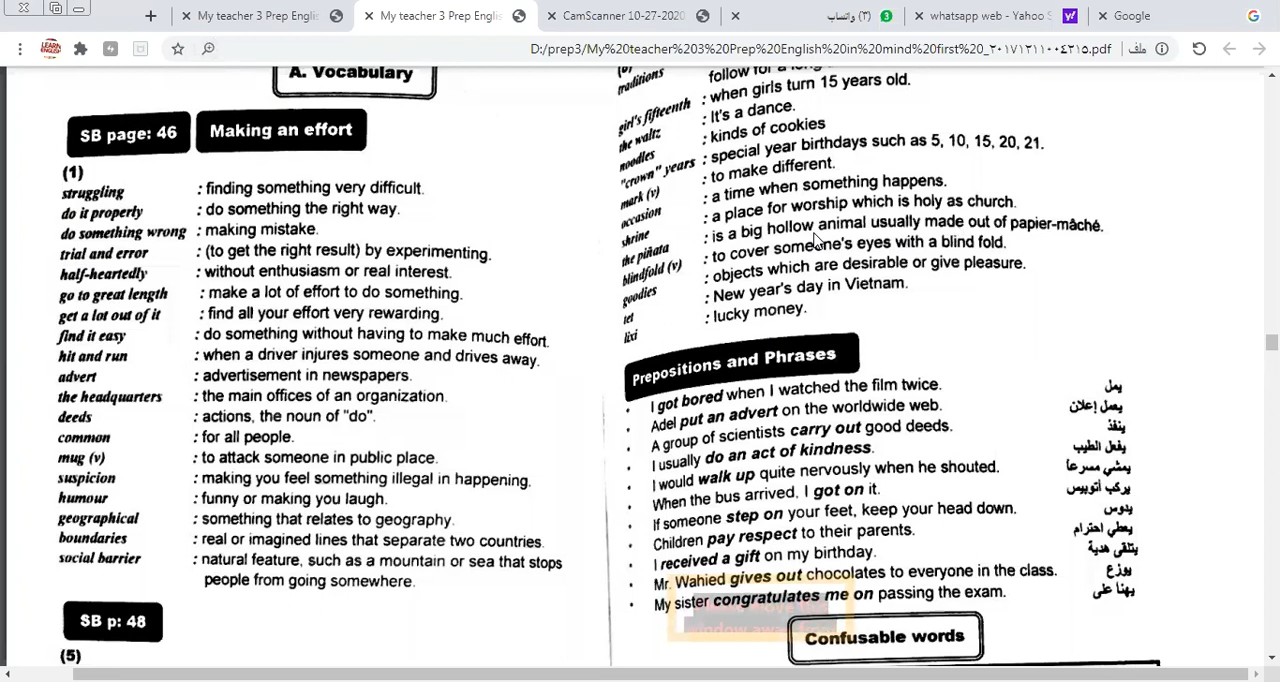 My teacher 3 Prep Engli
My teacher 3 Prep Engli
CamScanner 10-27-2020
(٣) واتساب
3
whatsapp web - Yahoo S
Google
D:/prep3/My%20teacher%203%20Prep%20English%20in%20mind%20first%20_٢٠١٧١٢١١٠٠٤٢١٥.pdf
ملف
A. Vocabulary
SB page: 46 Making an effort
(1)
struggling : finding something very difficult.
do it properly : do something the right way.
do something wrong : making mistake.
trial and error : (to get the right result) by experimenting.
half-heartedly : without enthusiasm or real interest.
go to great length : make a lot of effort to do something.
get a lot out of it : find all your effort very rewarding.
find it easy : do something without having to make much effort.
hit and run : when a driver injures someone and drives away.
advert : advertisement in newspapers.
the headquarters : the main offices of an organization.
deeds : actions, the noun of "do".
common : for all people.
mug (v) : to attack someone in public place.
suspicion : making you feel something illegal in happening.
humour : funny or making you laugh.
geographical : something that relates to geography.
boundaries : real or imagined lines that separate two countries.
social barrier : natural feature, such as a mountain or sea that stops
people from going somewhere.
SB p: 48
(5)
traditions follow for a long
girl's fifteenth : when girls turn 15 years old.
the waltz : It's a dance.
noodles : kinds of cookies
"crown" years : special year birthdays such as 5, 10, 15, 20, 21.
mark (v) : to make different.
occasion : a time when something happens.
shrine : a place for worship which is holy as church.
the piñata : is a big hollow animal usually made out of papier-mâché.
blindfold (v) : to cover someone's eyes with a blind fold.
goodies : objects which are desirable or give pleasure.
tet : New year's day in Vietnam.
lixi : lucky money.
Prepositions and Phrases
• I got bored when I watched the film twice. يمل
• Adel put an advert on the worldwide web. يعمل إعلان
• A group of scientists carry out good deeds. ينفذ
• I usually do an act of kindness. يفعل الطيب
• I would walk up quite nervously when he shouted. يمشي مسرعاً
• When the bus arrived, I got on it. يركب أتوبيس
• If someone step on your feet, keep your head down. يدوس
• Children pay respect to their parents. يعطي احترام
• I received a gift on my birthday. يتلقى هدية
• Mr. Wahied gives out chocolates to everyone in the class. يوزع
• My sister congratulates me on passing the exam. يهنأ على
Confusable words